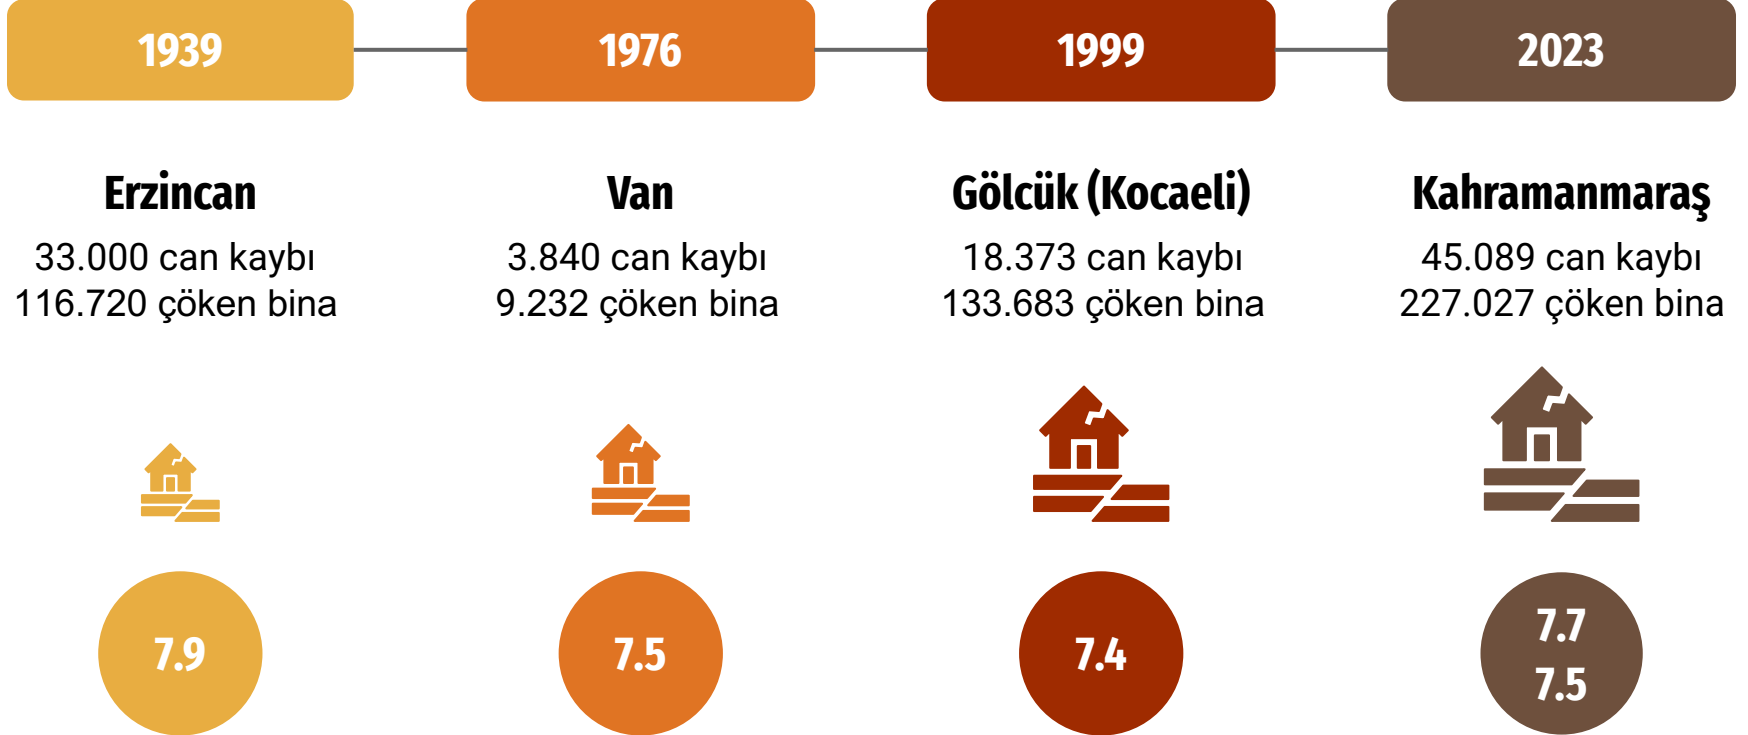 1939
1976
1999
2023
Erzincan
33.000 can kaybı
116.720 çöken bina
Van
3.840 can kaybı
9.232 çöken bina
Gölcük (Kocaeli)
18.373 can kaybı
133.683 çöken bina
Kahramanmaraş
45.089 can kaybı
227.027 çöken bina
7.9
7.5
7.4
7.7
7.5